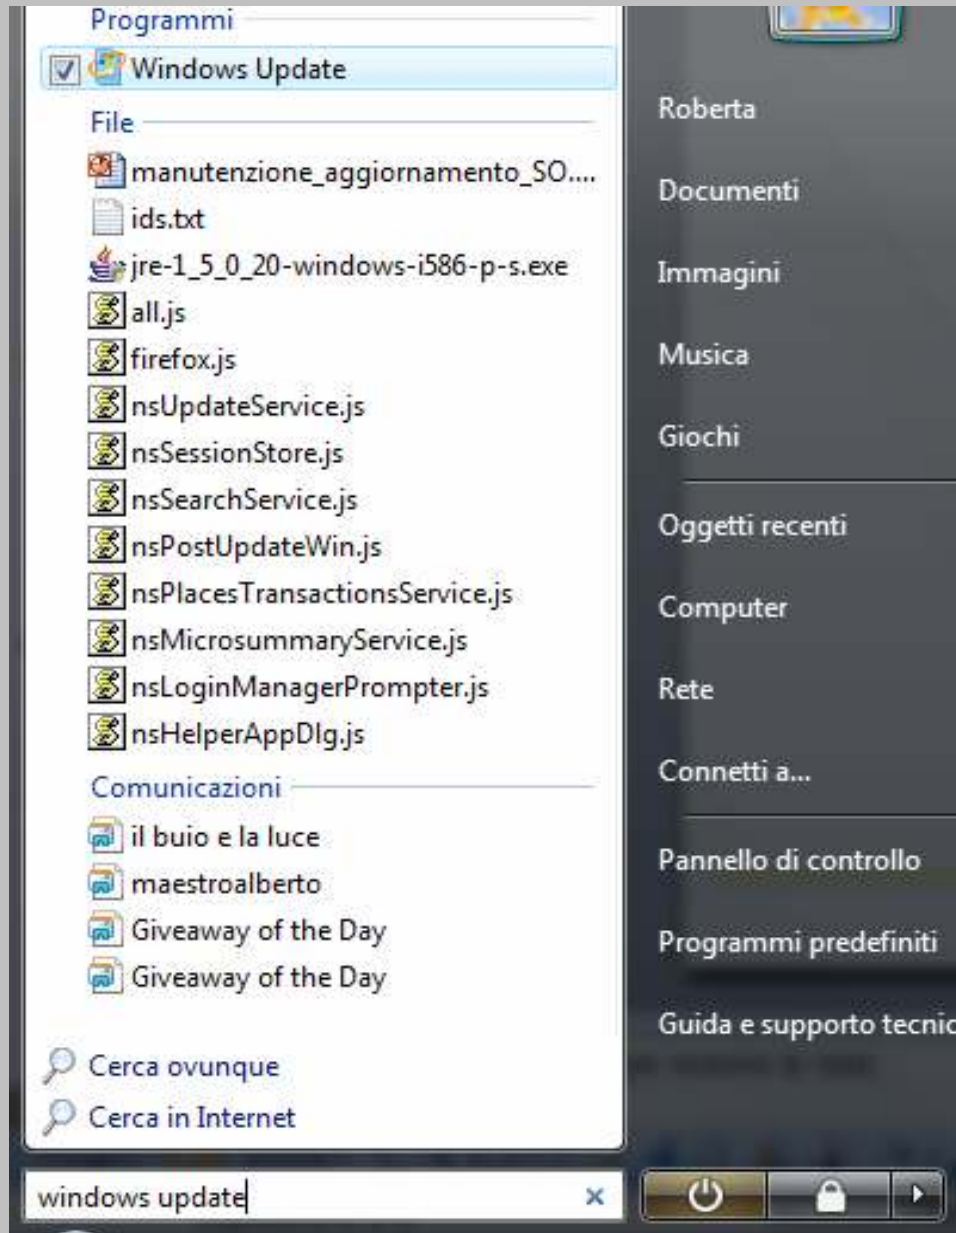 Programmi
Windows Update
File
manutenzione_aggiornamento_SO....
ids.txt
jre-1_5_0_20-windows-i586-p-s.exe
all.js
firefox.js
nsUpdateService.js
nsSessionStore.js
nsSearchService.js
nsPostUpdateWin.js
nsPlacesTransactionsService.js
nsMicrosummaryService.js
nsLoginManagerPrompter.js
nsHelperAppDlg.js
Comunicazioni
il buio e la luce
maestroalberto
Giveaway of the Day
Giveaway of the Day
Cerca ovunque
Cerca in Internet
windows update
Roberta
Documenti
Immagini
Musica
Giochi
Oggetti recenti
Computer
Rete
Connetti a...
Pannello di controllo
Programmi predefiniti
Guida e supporto tecnic